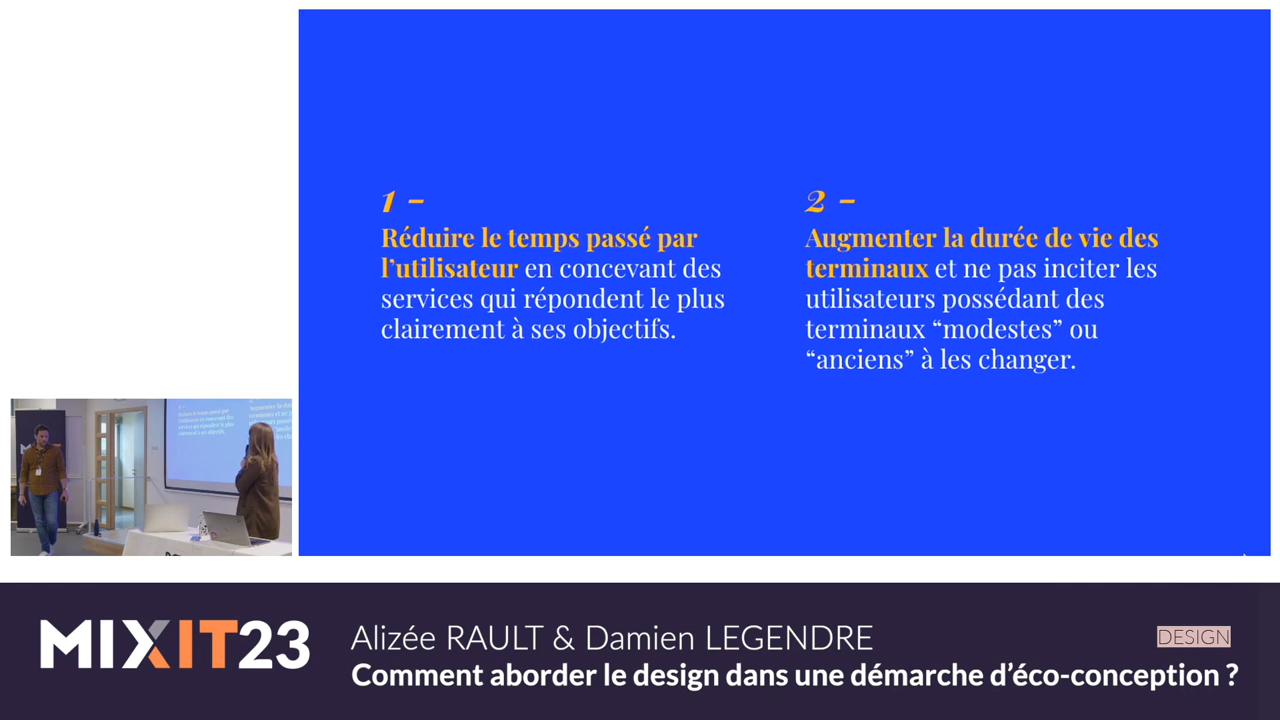 1 –
Réduire le temps passé par
l’utilisateur en concevant des
services qui répondent le plus
clairement à ses objectifs.
2 –
Augmenter la durée de vie des
terminaux et ne pas inciter les
utilisateurs possédant des
terminaux “modestes” ou
“anciens” à les changer.
MIXIT23
Alizée RAULT & Damien LEGENDRE
DESIGN
Comment aborder le design dans une démarche d’éco-conception ?